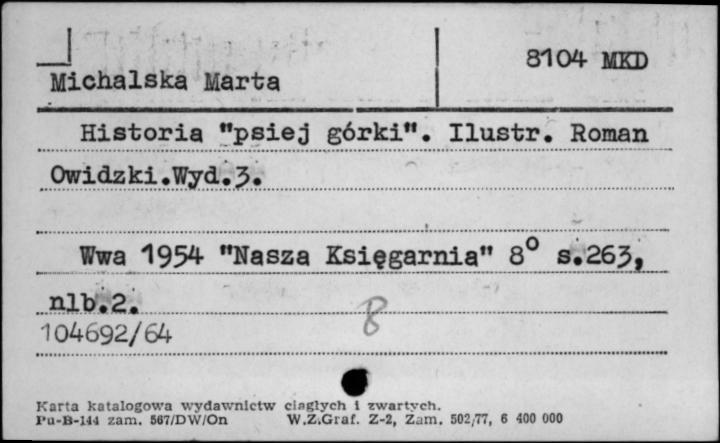 8104 MKD
Michalska Marta
Historia "psiej górki". Ilustr. Roman
Owidzki.Wyd.3.
Wwa 1954 "Nasza Księgarnia" 8° s.263,
nlb.2.
104692/64
8
Karta katalogowa wydawnictw ciągłych i zwartych.
Pu-B-144 zam. 567/DW/On W.Z.Graf. Z-2, Zam. 502/77, 6 400 000